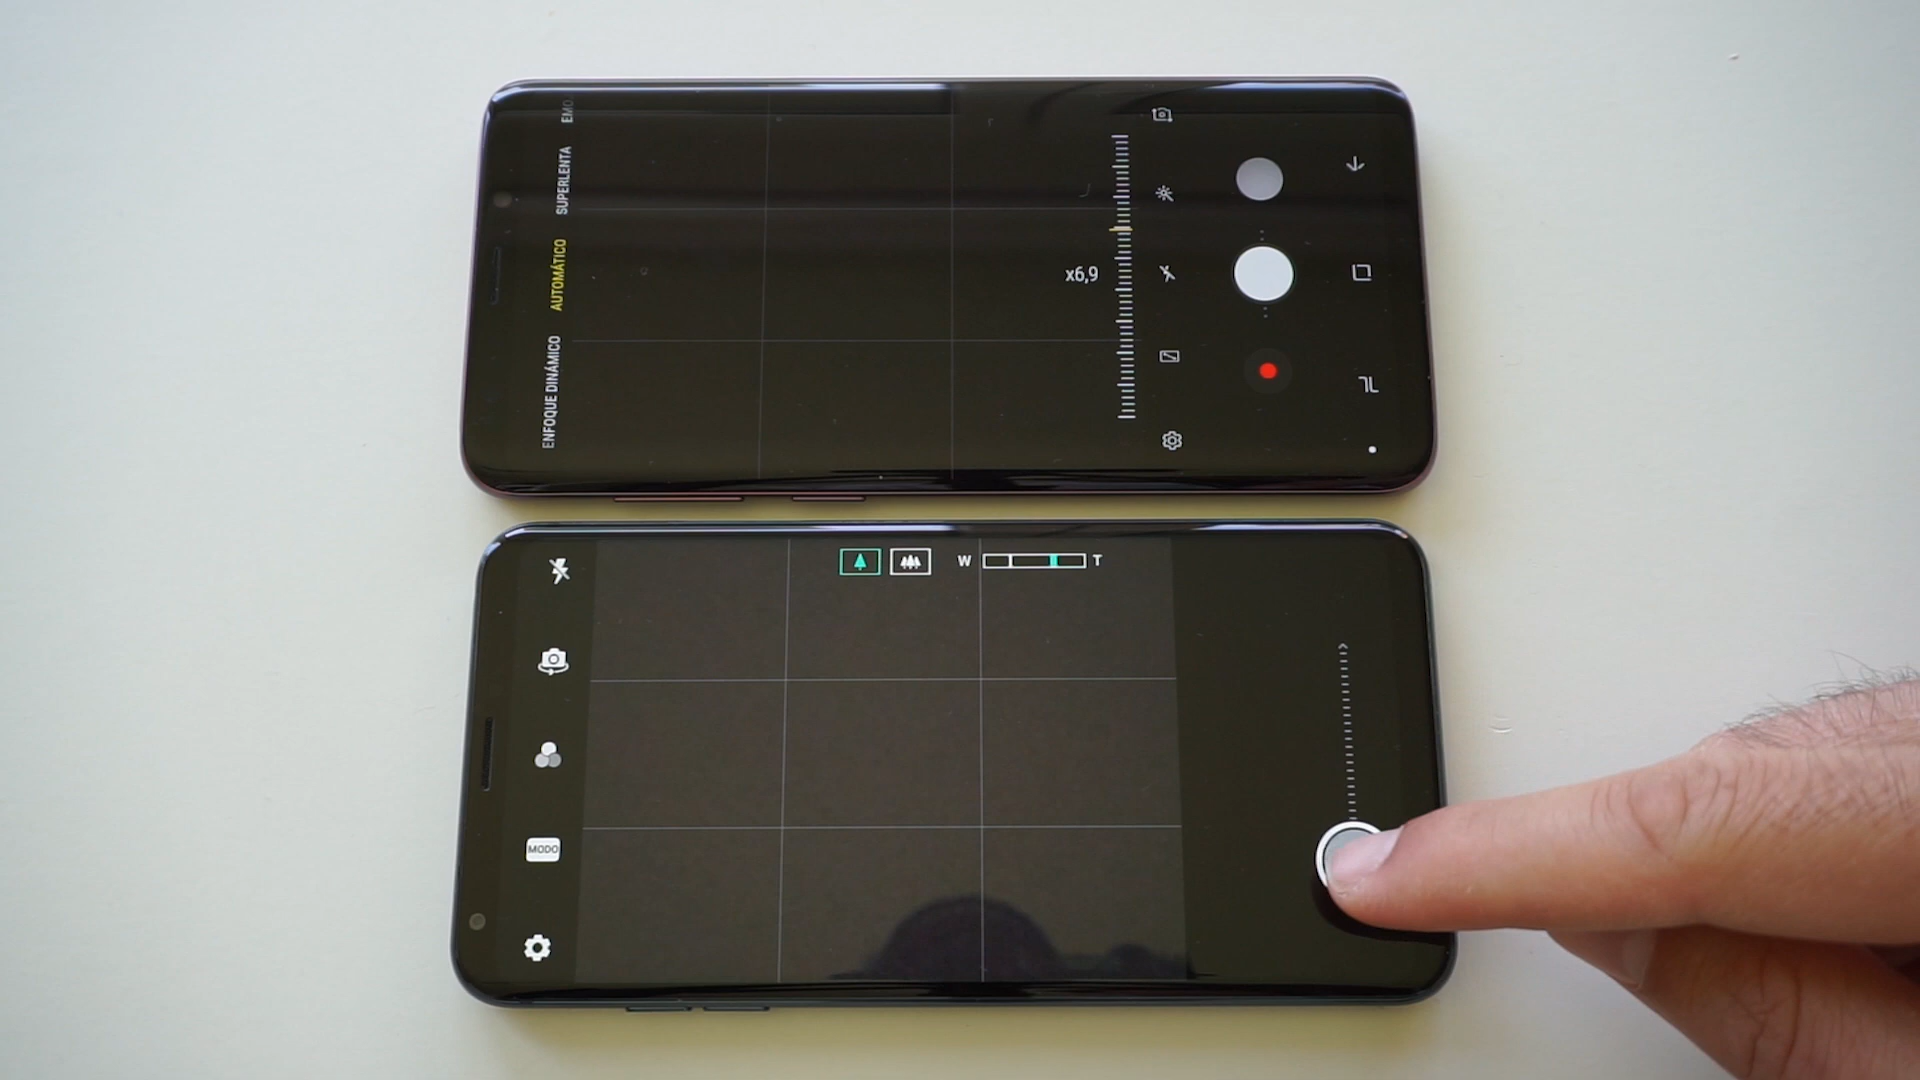 EMO
SUPERLENTA
AUTOMÁTICO
ENFOQUE DINÁMICO
x6,9
W
T
MODO